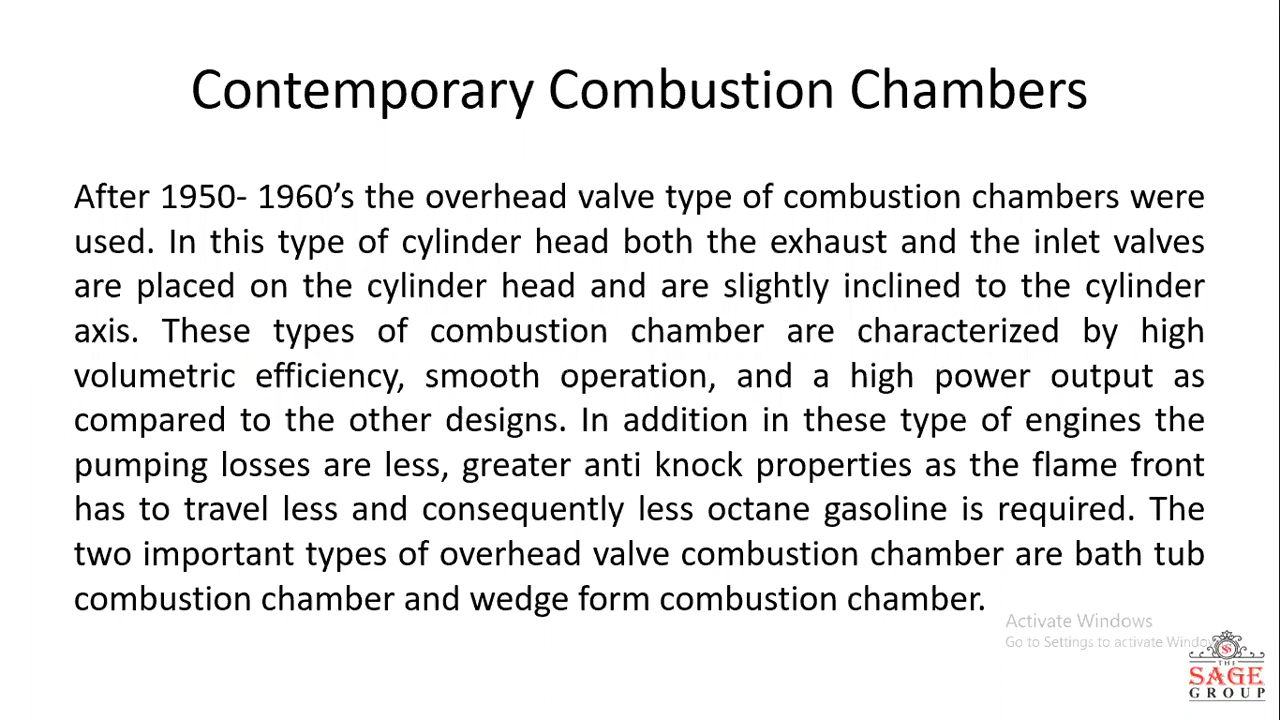 Contemporary Combustion Chambers
After 1950- 1960’s the overhead valve type of combustion chambers were
used. In this type of cylinder head both the exhaust and the inlet valves
are placed on the cylinder head and are slightly inclined to the cylinder
axis. These types of combustion chamber are characterized by high
volumetric efficiency, smooth operation, and a high power output as
compared to the other designs. In addition in these type of engines the
pumping losses are less, greater anti knock properties as the flame front
has to travel less and consequently less octane gasoline is required. The
two important types of overhead valve combustion chamber are bath tub
combustion chamber and wedge form combustion chamber.
Activate Windows
Go to Settings to activate
THE
SAGE
GROUP